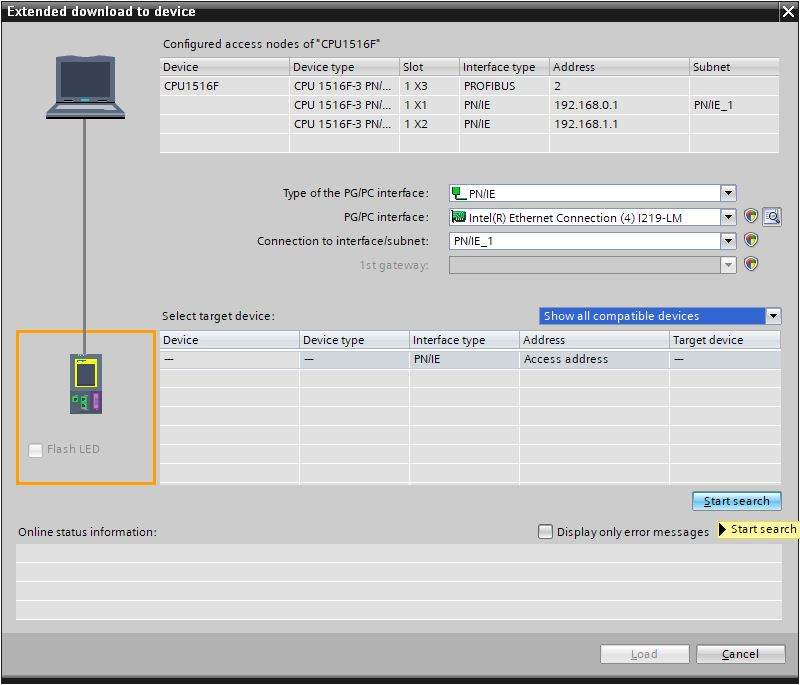 Extended download to device
Configured access nodes of "CPU1516F"
Device Device type Slot Interface type Address Subnet
CPU1516F CPU 1516F-3 PN/... 1 X3 PROFIBUS 2
CPU 1516F-3 PN/... 1 X1 PN/IE 192.168.0.1 PN/IE_1
CPU 1516F-3 PN/... 1 X2 PN/IE 192.168.1.1
Type of the PG/PC interface: PN/IE
PG/PC interface: Intel(R) Ethernet Connection (4) I219-LM
Connection to interface/subnet: PN/IE_1
1st gateway:
Select target device: Show all compatible devices
Device Device type Interface type Address Target device
— — PN/IE Access address —
Flash LED
Start search
Online status information: Display only error messages Start search
Load Cancel